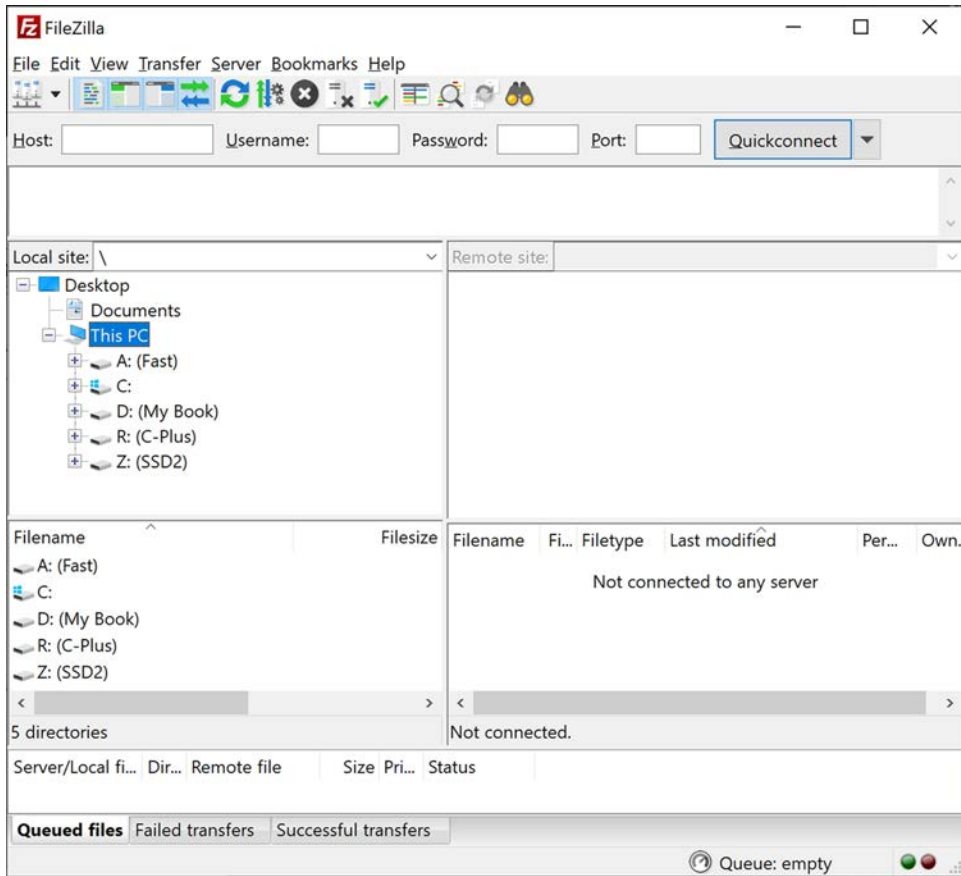 FileZilla
File Edit View Transfer Server Bookmarks Help
Host: Username: Password: Port: Quickconnect
Local site: \ Remote site:
Desktop
Documents
This PC
A: (Fast)
C:
D: (My Book)
R: (C-Plus)
Z: (SSD2)
Filename Filesize
A: (Fast)
C:
D: (My Book)
R: (C-Plus)
Z: (SSD2)
5 directories
Filename Fi... Filetype Last modified Per... Own.
Not connected to any server
Not connected.
Server/Local fi... Dir... Remote file Size Pri... Status
Queued files Failed transfers Successful transfers
Queue: empty